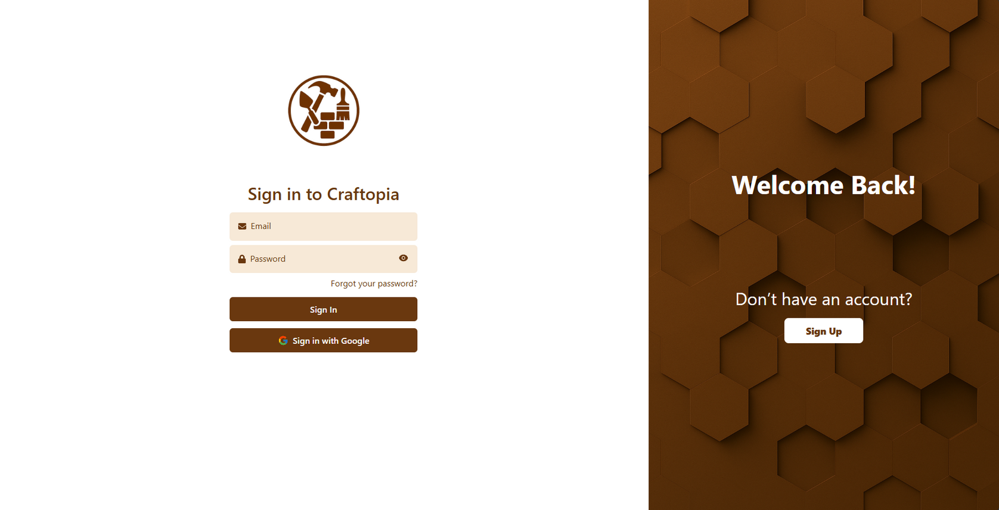 Sign in to Craftopia
Email
Password
Forgot your password?
Sign In
Sign in with Google
Welcome Back!
Don’t have an account?
Sign Up